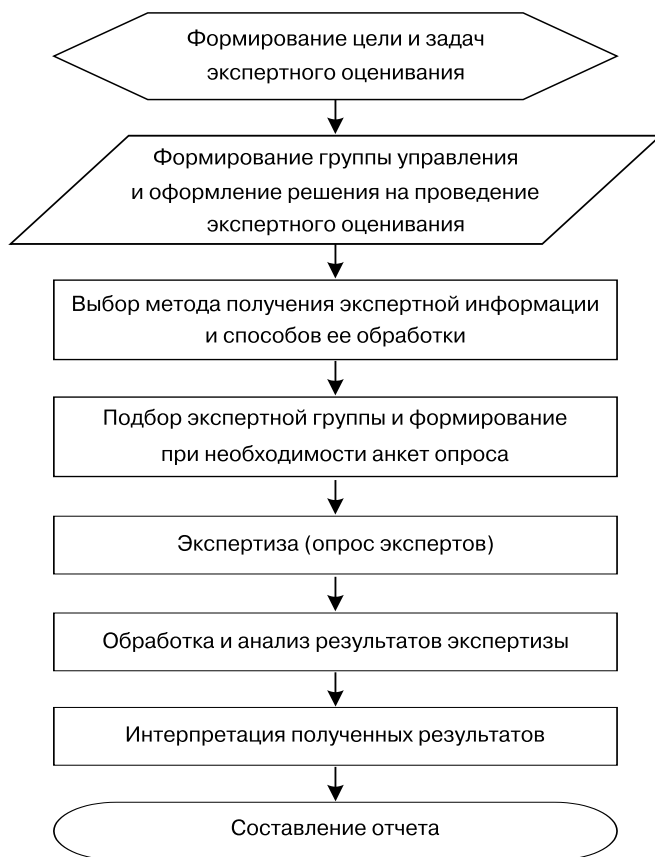 Формирование цели и задач
экспертного оценивания
Формирование группы управления
и оформление решения на проведение
экспертного оценивания
Выбор метода получения экспертной информации
и способов ее обработки
Подбор экспертной группы и формирование
при необходимости анкет опроса
Экспертиза (опрос экспертов)
Обработка и анализ результатов экспертизы
Интерпретация полученных результатов
Составление отчета